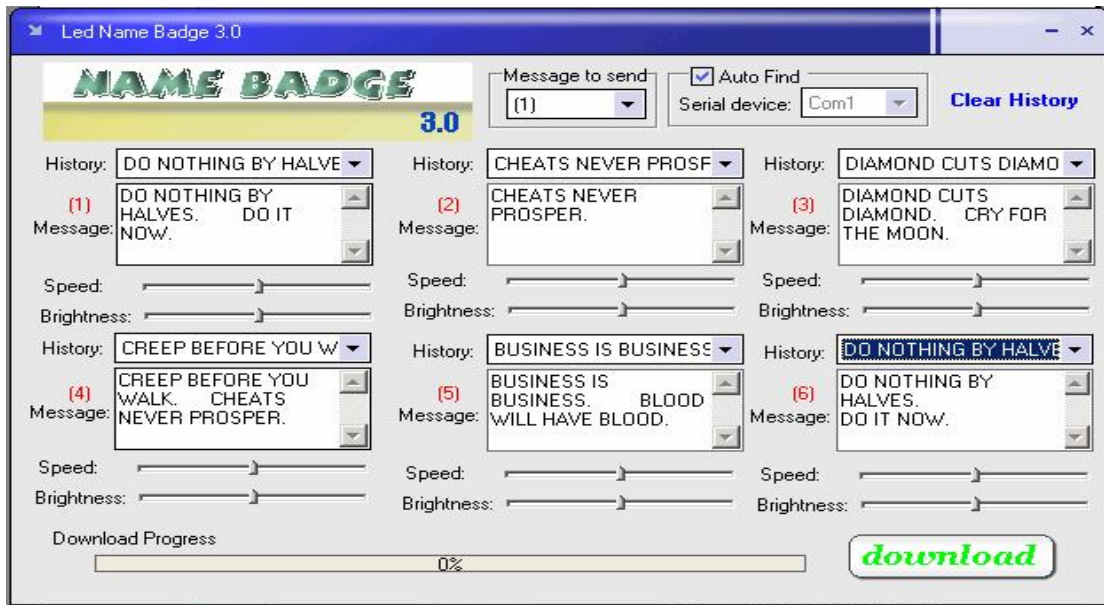 Led Name Badge 3.0
NAME BADGE
3.0
Message to send
(1)
Auto Find
Serial device: Com1
Clear History
History: DO NOTHING BY HALVE
(1)
Message:
DO NOTHING BY
HALVES. DO IT
NOW.
Speed:
Brightness:
History: CHEATS NEVER PROSP
(2)
Message:
CHEATS NEVER
PROSPER.
Speed:
Brightness:
History: DIAMOND CUTS DIAMO
(3)
Message:
DIAMOND CUTS
DIAMOND. CRY FOR
THE MOON.
Speed:
Brightness:
History: CREEP BEFORE YOU W
(4)
Message:
CREEP BEFORE YOU
WALK. CHEATS
NEVER PROSPER.
Speed:
Brightness:
History: BUSINESS IS BUSINESS
(5)
Message:
BUSINESS IS
BUSINESS. BLOOD
WILL HAVE BLOOD.
Speed:
Brightness:
History: DO NOTHING BY HALVE
(6)
Message:
DO NOTHING BY
HALVES.
DO IT NOW.
Speed:
Brightness:
Download Progress
0%
download